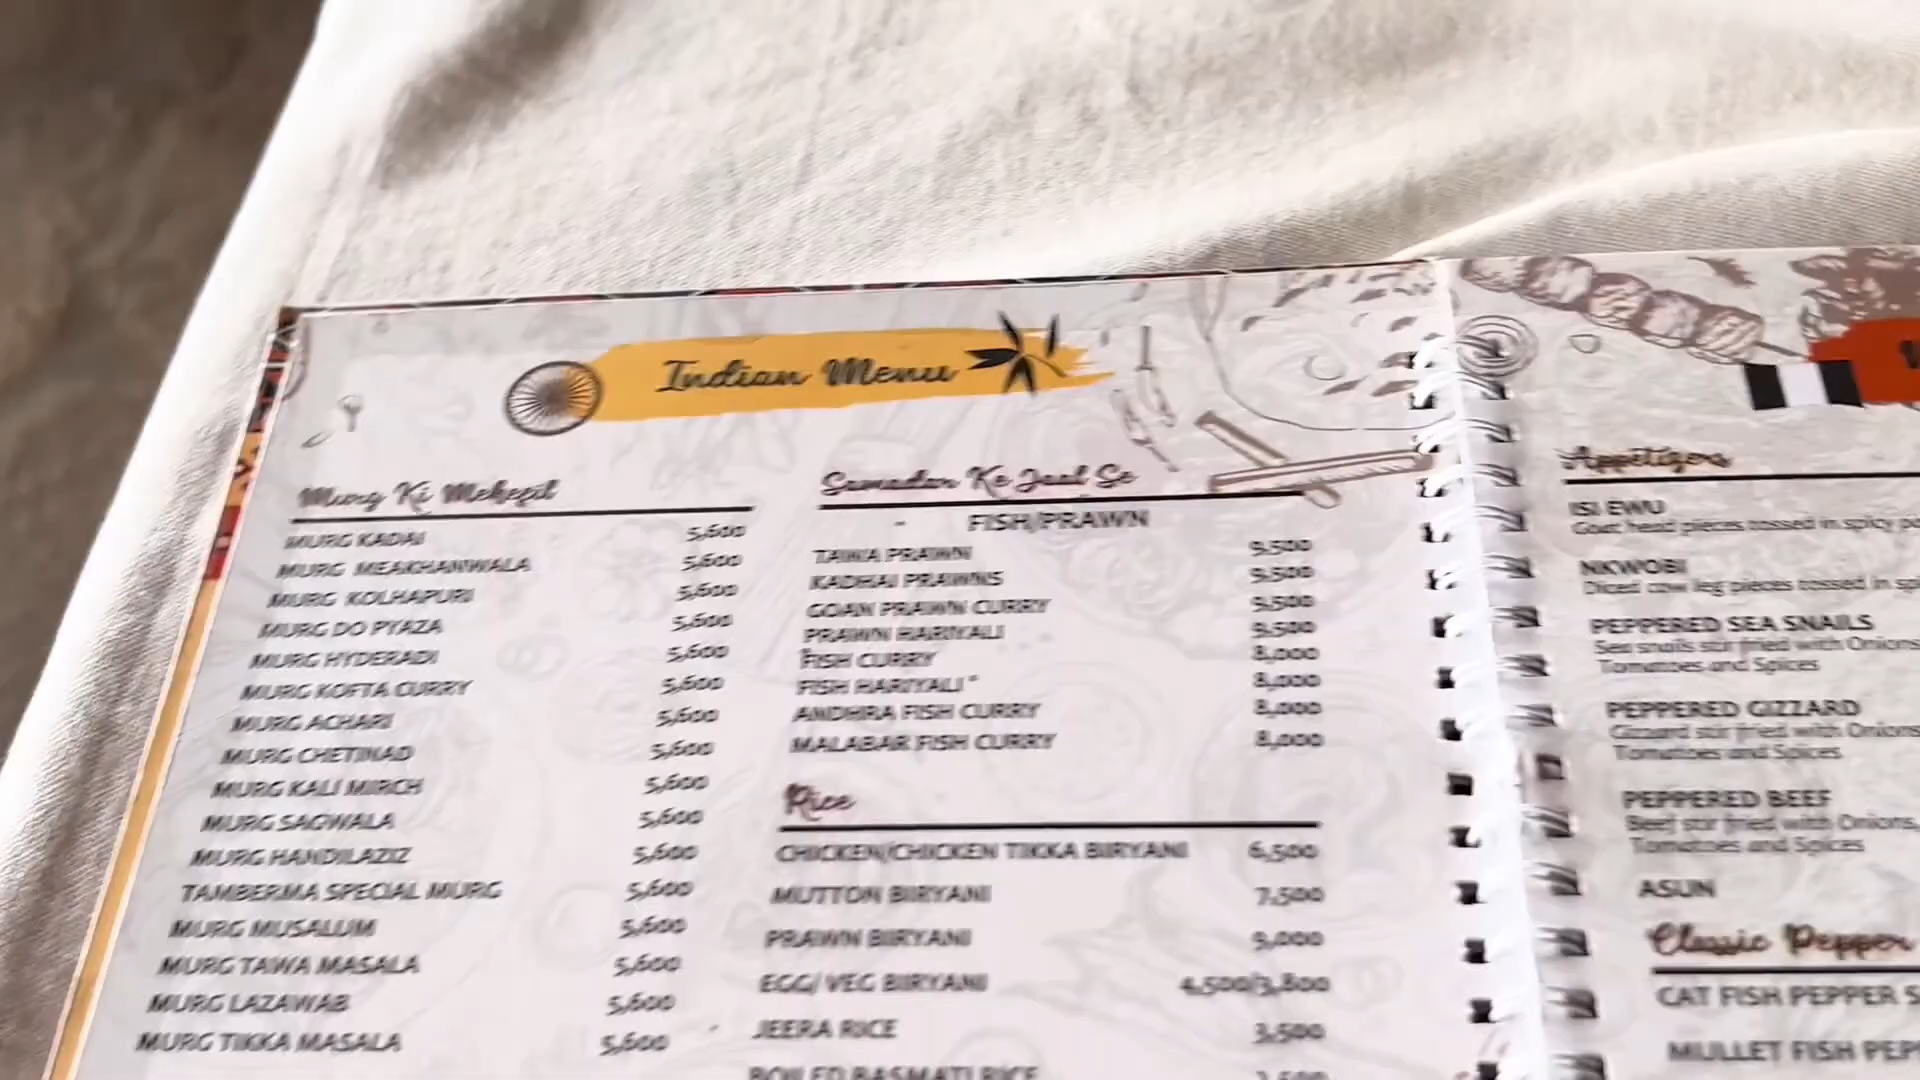 Indian Menu
Murg Ki Mehefil
MURG KADAI 5,600
MURG MEAKHANWALA 5,600
MURG KOLHAPURI 5,600
MURG DO PYAZA 5,600
MURG HYDERADI 5,600
MURG KOFTA CURRY 5,600
MURG ACHARI 5,600
MURG CHETINAD 5,600
MURG KALI MIRCH 5,600
MURG SAGWALA 5,600
MURG HANDILAZIZ 5,600
TAMBERMA SPECIAL MURG 5,600
MURG MUSALUM 5,600
MURG TAWA MASALA 5,600
MURG LAZAWAB 5,600
MURG TIKKA MASALA 5,600
Samadar Ke Jaal Se
- FISH/PRAWN
TAWA PRAWN 9,500
KADHAI PRAWNS 9,500
GOAN PRAWN CURRY 9,500
PRAWN HARIYALI 9,500
FISH CURRY 8,000
FISH HARIYALI 8,000
ANDHRA FISH CURRY 8,000
MALABAR FISH CURRY 8,000
Rice
CHICKEN/CHICKEN TIKKA BIRYANI 6,500
MUTTON BIRYANI 7,500
PRAWN BIRYANI 9,000
EGG/ VEG BIRYANI 4,500/3,800
JEERA RICE 3,500
BOILED BASMATI RICE
Appetizers
ISI EWU
Goat head pieces tossed in spicy
NKWOBI
Diced cow leg pieces tossed in
PEPPERED SEA SNAILS
Sea snails stir fried with Onions
Tomatoes and Spices
PEPPERED GIZZARD
Gizzard stir fried with Onions
Tomatoes and Spices
PEPPERED BEEF
Beef stir fried with Onions,
Tomatoes and Spices
ASUN
Classic Pepper
CAT FISH PEPPER
MULLET FISH